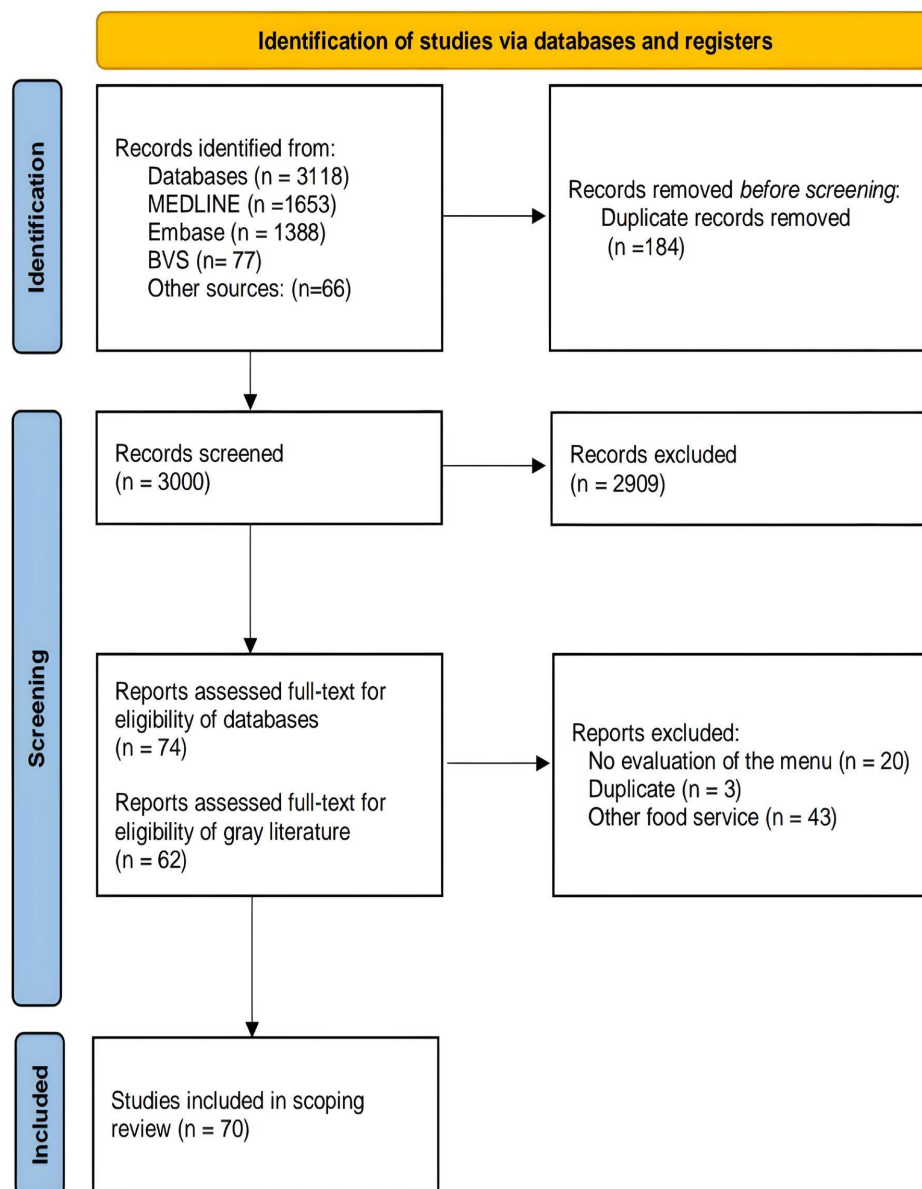 Identification of studies via databases and registers
Identification
Records identified from:
Databases (n = 3118)
MEDLINE (n =1653)
Embase (n = 1388)
BVS (n= 77)
Other sources: (n=66)
Records removed before screening:
Duplicate records removed
(n =184)
Screening
Records screened
(n = 3000)
Records excluded
(n = 2909)
Reports assessed full-text for
eligibility of databases
(n = 74)
Reports assessed full-text for
eligibility of gray literature
(n = 62)
Reports excluded:
No evaluation of the menu (n = 20)
Duplicate (n = 3)
Other food service (n = 43)
Included
Studies included in scoping
review (n = 70)